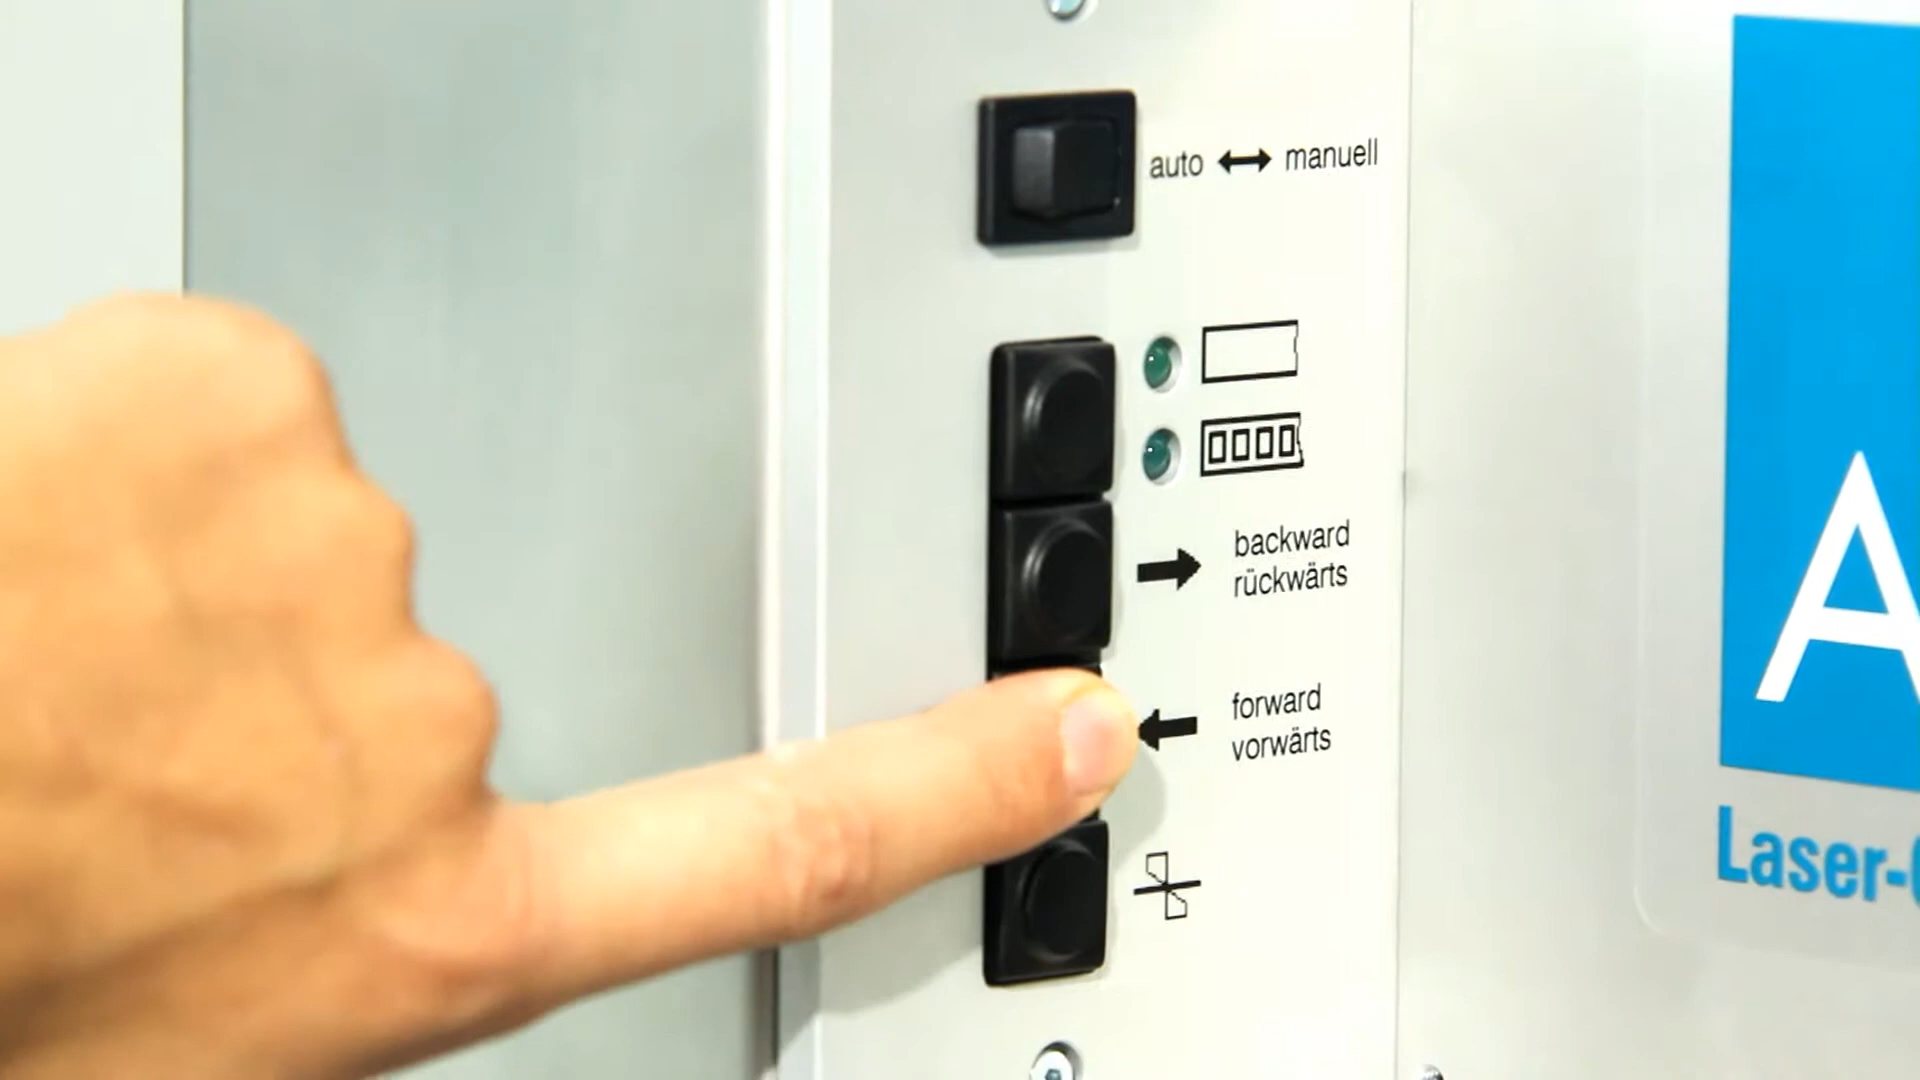 auto ↔ manuell
backward
rückwärts
forward
vorwärts
A
Laser-